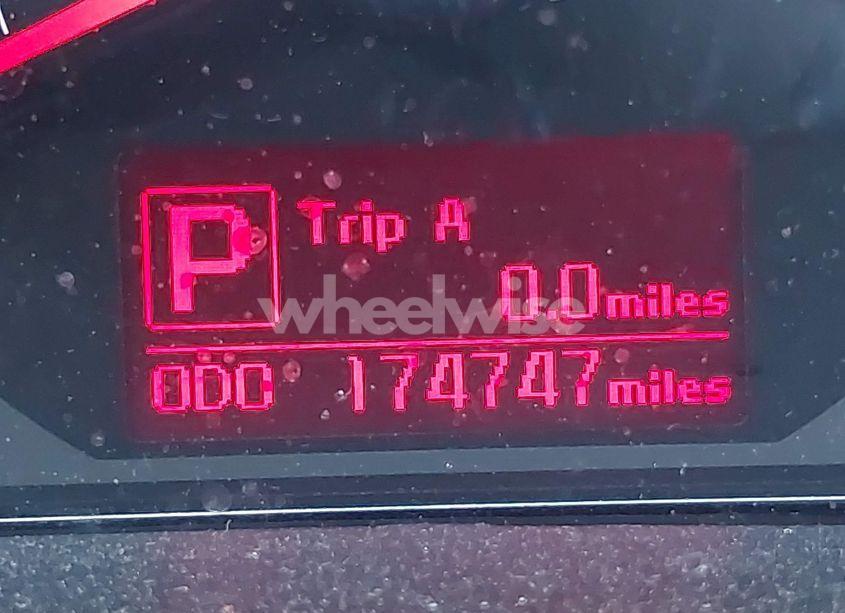 P
Trip A
0.0 miles
wheelwise
ODO 174747 miles